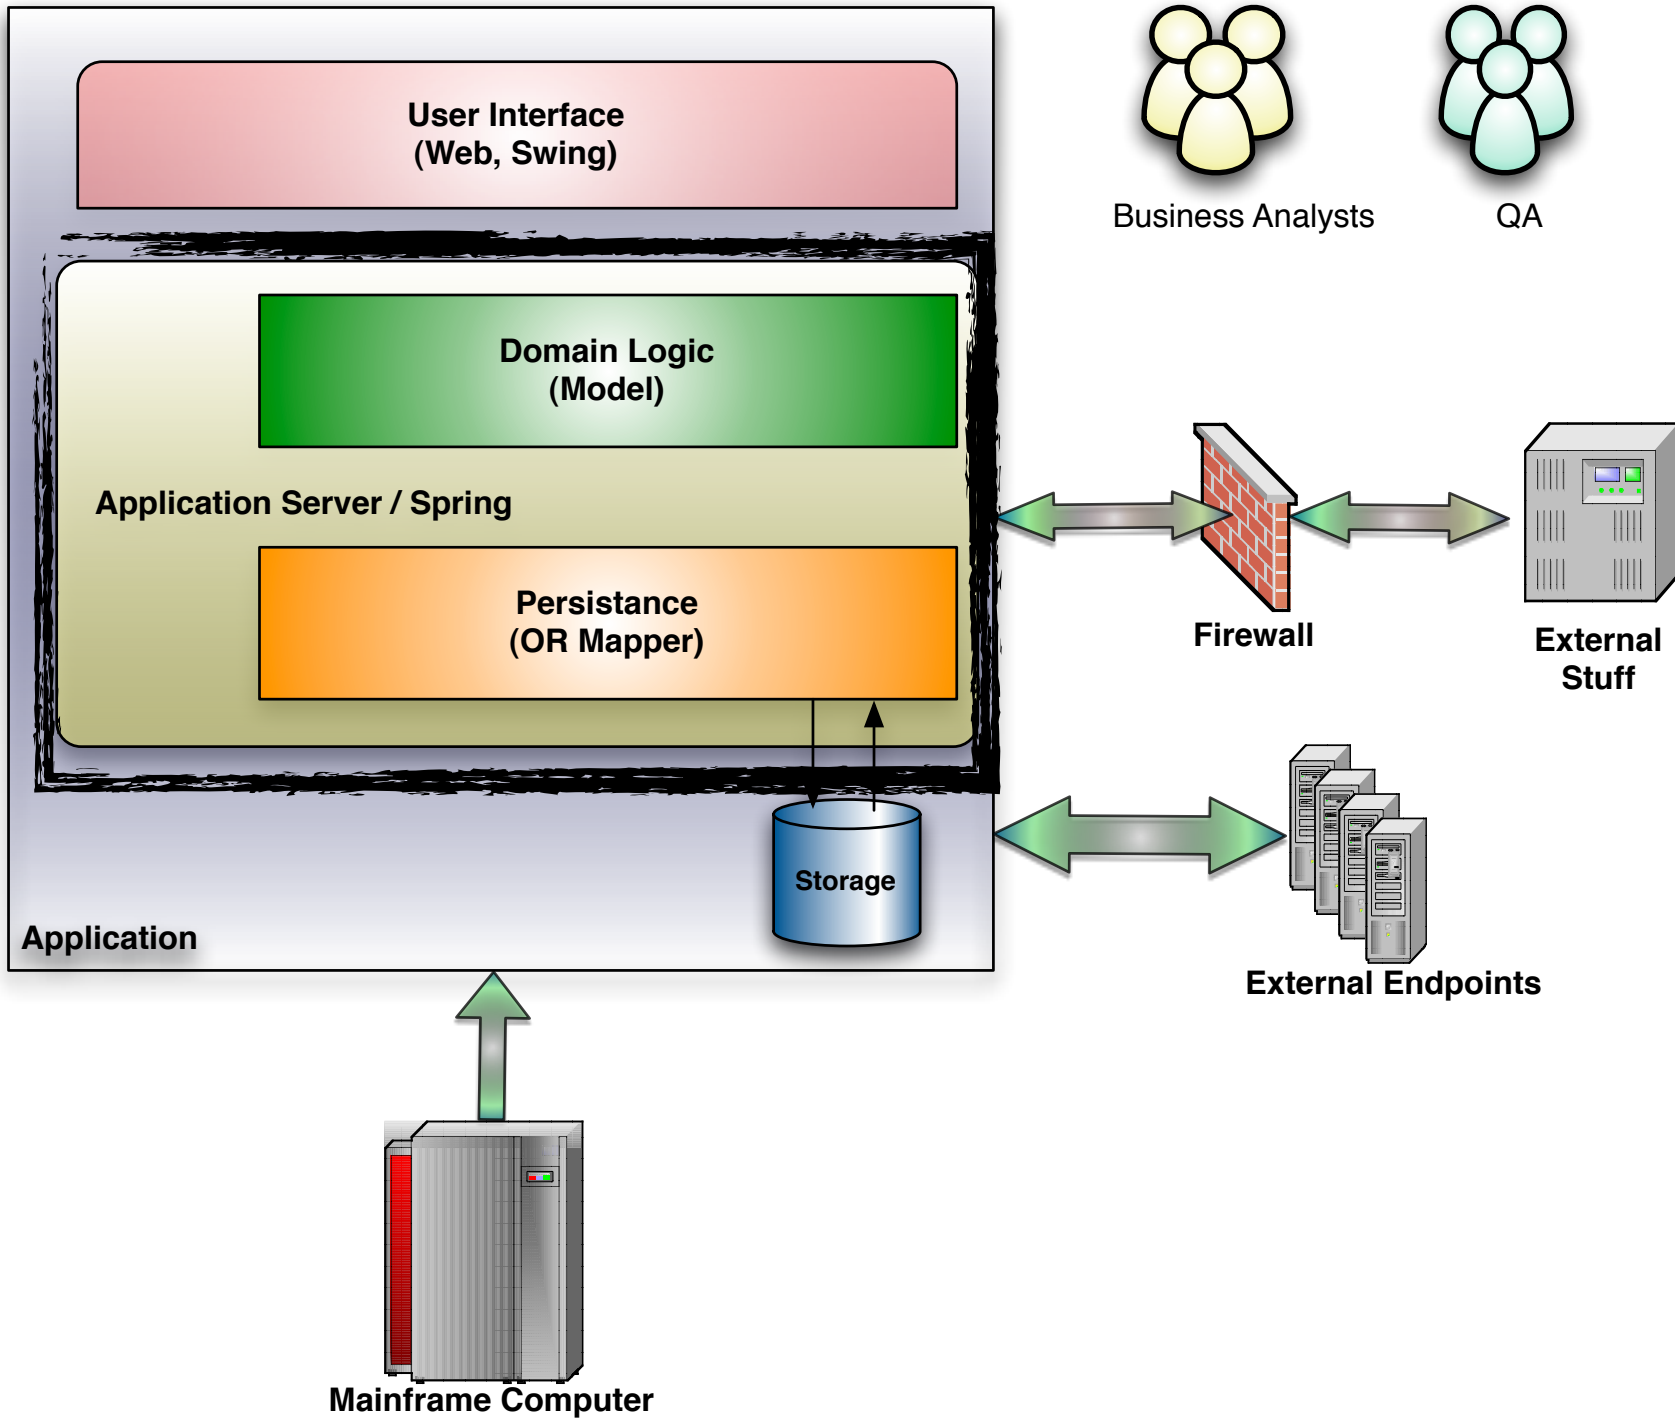 User Interface
(Web, Swing)
Business Analysts
QA
Domain Logic
(Model)
Application Server / Spring
Persistance
(OR Mapper)
Firewall
External
Stuff
Storage
Application
External Endpoints
Mainframe Computer